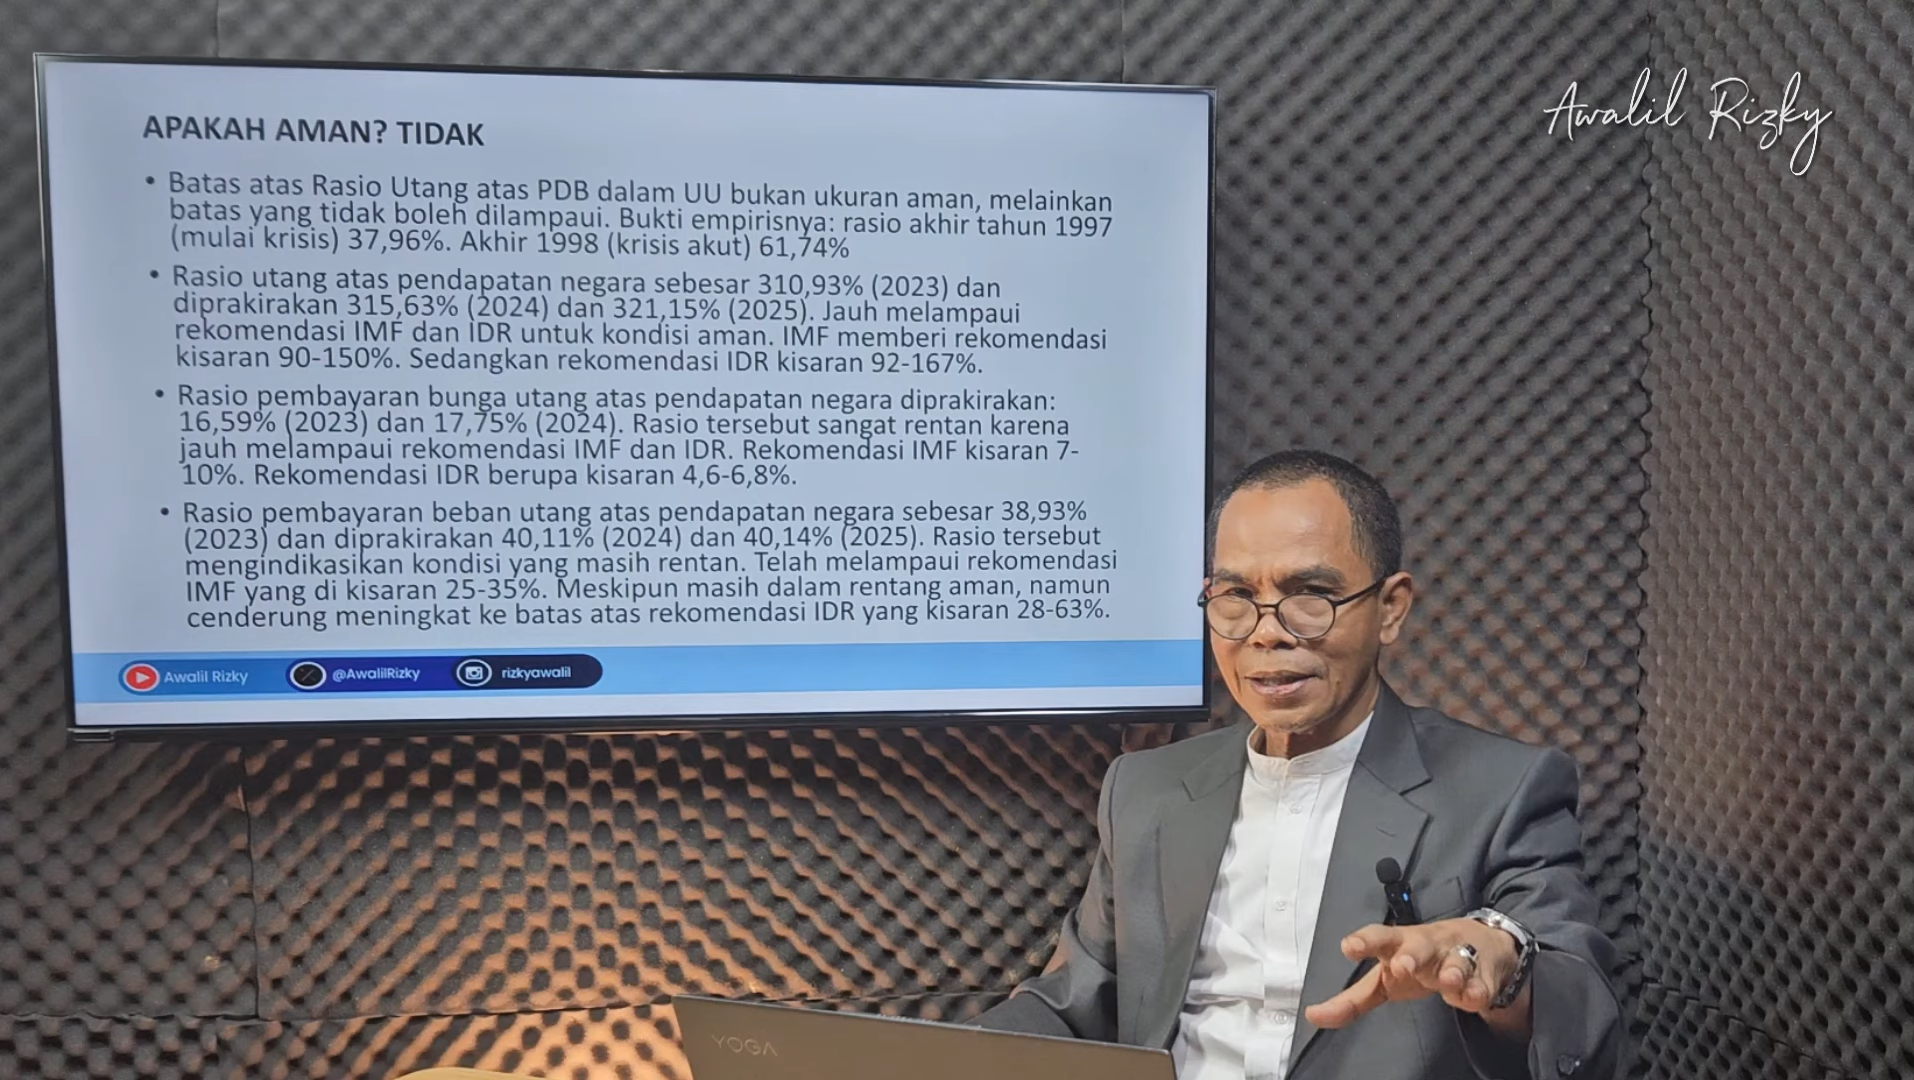 Awalil Rizky
APAKAH AMAN? TIDAK
• Batas atas Rasio Utang atas PDB dalam UU bukan ukuran aman, melainkan
batas yang tidak boleh dilampaui. Bukti empirisnya: rasio akhir tahun 1997
(mulai krisis) 37,96%. Akhir 1998 (krisis akut) 61,74%
• Rasio utang atas pendapatan negara sebesar 310,93% (2023) dan
diprakirakan 315,63% (2024) dan 321,15% (2025). Jauh melampaui
rekomendasi IMF dan IDR untuk kondisi aman. IMF memberi rekomendasi
kisaran 90-150%. Sedangkan rekomendasi IDR kisaran 92-167%.
• Rasio pembayaran bunga utang atas pendapatan negara diprakirakan:
16,59% (2023) dan 17,75% (2024). Rasio tersebut sangat rentan karena
jauh melampaui rekomendasi IMF dan IDR. Rekomendasi IMF kisaran 7-
10%. Rekomendasi IDR berupa kisaran 4,6-6,8%.
• Rasio pembayaran beban utang atas pendapatan negara sebesar 38,93%
(2023) dan diprakirakan 40,11% (2024) dan 40,14% (2025). Rasio tersebut
mengindikasikan kondisi yang masih rentan. Telah melampaui rekomendasi
IMF yang di kisaran 25-35%. Meskipun masih dalam rentang aman, namun
cenderung meningkat ke batas atas rekomendasi IDR yang kisaran 28-63%.
Awalil Rizky @AwalilRizky rizkyawalil
YOGA